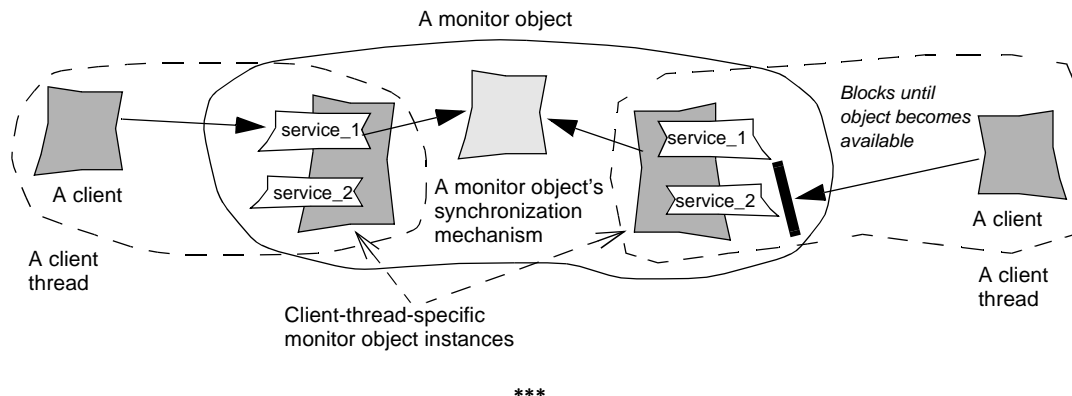 A monitor object
Blocks until
object becomes
available
service_1
service_1
service_2
service_2
A client
A monitor object's
synchronization
mechanism
A client
A client
thread
A client
thread
Client-thread-specific
monitor object instances
***